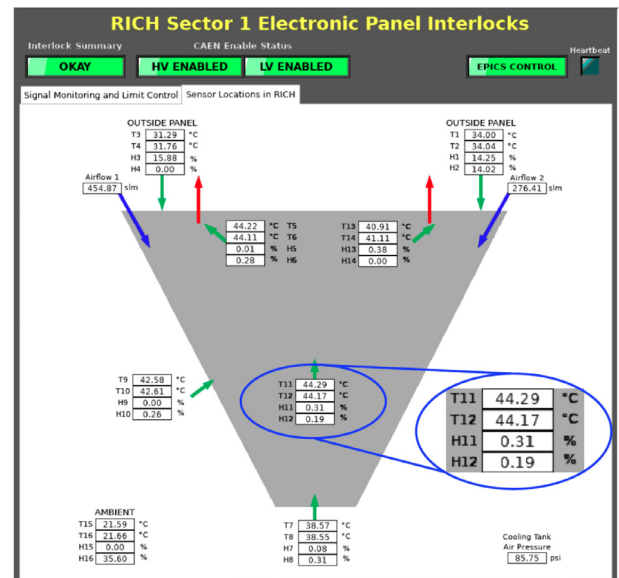 RICH Sector 1 Electronic Panel Interlocks
Interlock Summary
CAEN Enable Status
Heartbeat
OKAY
HV ENABLED
LV ENABLED
EPICS CONTROL
Signal Monitoring and Limit Control
Sensor Locations in RICH
OUTSIDE PANEL
T3 31.29 °C
T4 31.76 °C
H3 15.88 %
H4 0.00 %
OUTSIDE PANEL
T1 34.00 °C
T2 34.04 °C
H1 14.25 %
H2 14.02 %
Airflow 1
454.87 slm
Airflow 2
276.41 slm
44.22 °C T5
44.11 °C T6
0.01 % H5
0.28 % H6
T13 40.91 °C
T14 41.11 °C
H13 0.38 %
H14 0.00 %
T9 42.58 °C
T10 42.61 °C
H9 0.00 %
H10 0.26 %
T11 44.29 °C
T12 44.17 °C
H11 0.31 %
H12 0.19 %
T11 44.29 °C
T12 44.17 °C
H11 0.31 %
H12 0.19 %
AMBIENT
T15 21.59 °C
T16 21.66 °C
H15 0.00 %
H16 35.60 %
T7 38.57 °C
T8 38.55 °C
H7 0.08 %
H8 0.31 %
Cooling Tank
Air Pressure
85.75 psi